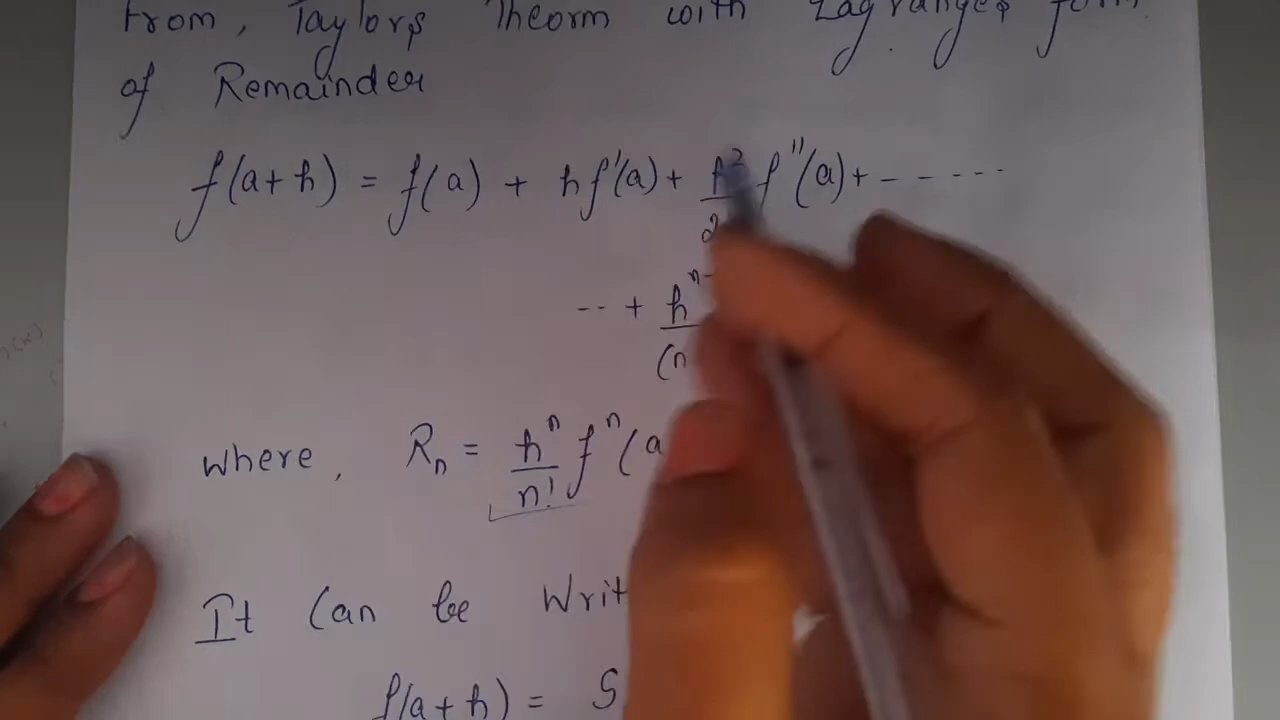 From, Taylors Theorm with Lagranges form
of Remainder
f(a+h) = f(a) + hf'(a) + h²/2 f''(a) + - - - - -
-- + hⁿ⁻ / (n
where, Rₙ = hⁿ/n! fⁿ(a
It Can be Writ
f(a+h) = S